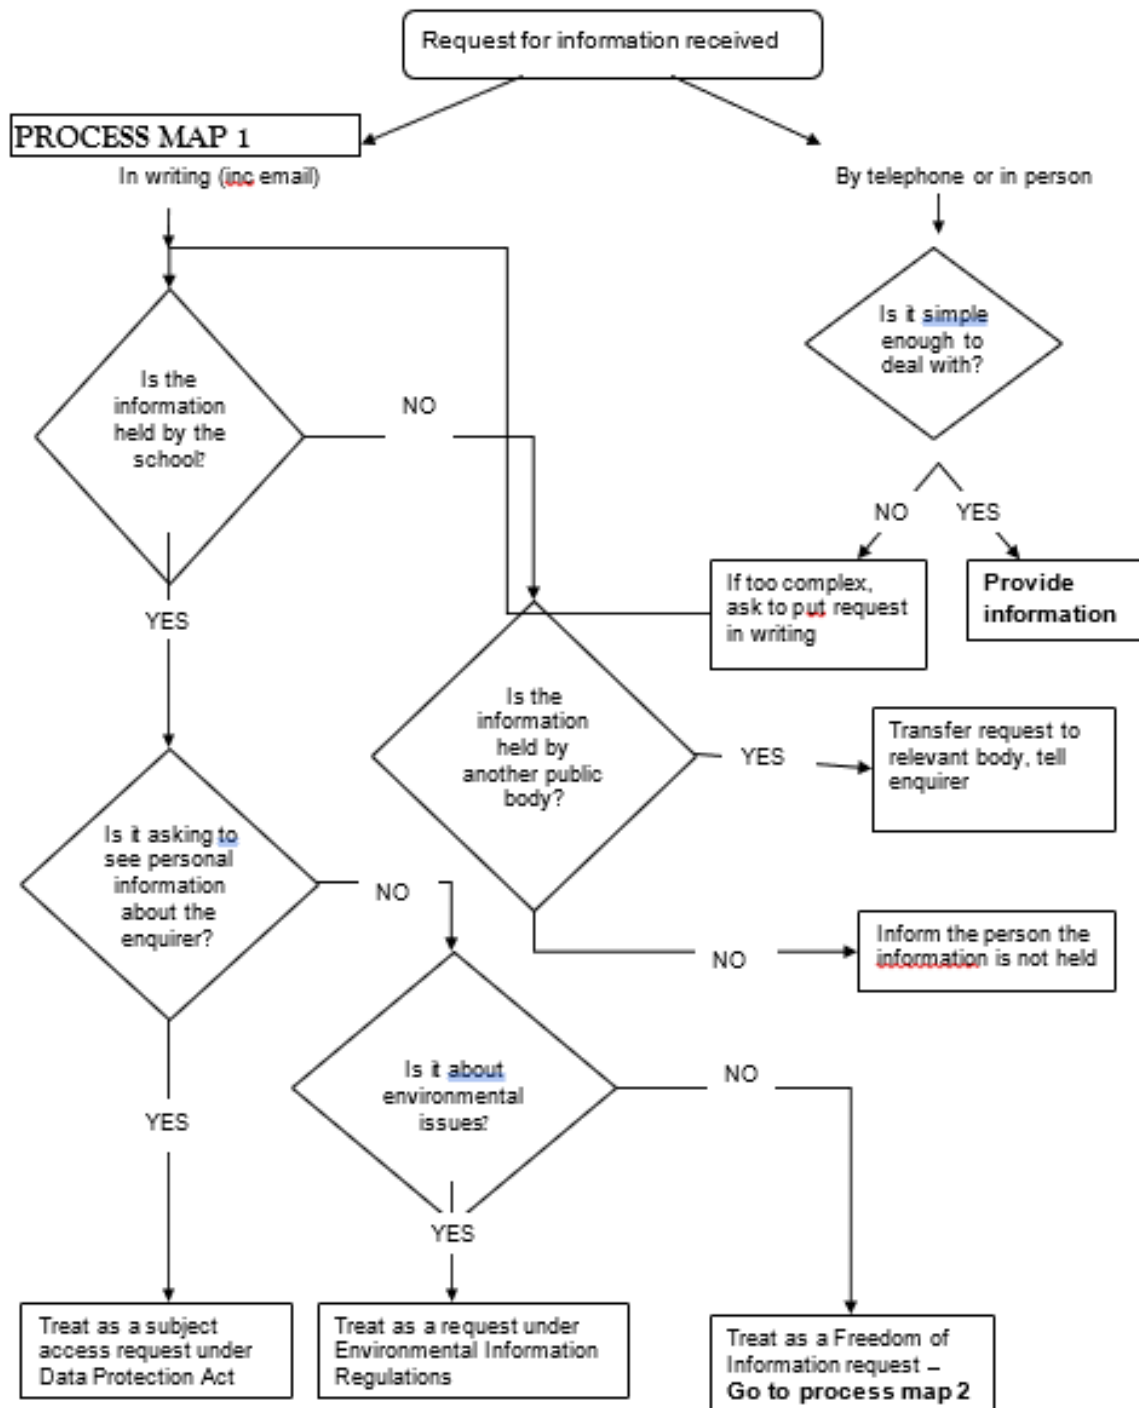 Request for information received
PROCESS MAP 1
In writing (inc email)
By telephone or in person
Is it simple
enough to
deal with?
Is the
information
held by the
school?
NO
NO
YES
If too complex,
ask to put request
in writing
Provide
information
YES
Is the
information
held by
another public
body?
YES
Transfer request to
relevant body, tell
enquirer
Is it asking to
see personal
information
about the
enquirer?
NO
NO
Inform the person the
information is not held
Is it about
environmental
issues?
NO
YES
YES
Treat as a subject
access request under
Data Protection Act
Treat as a request under
Environmental Information
Regulations
Treat as a Freedom of
Information request –
Go to process map 2